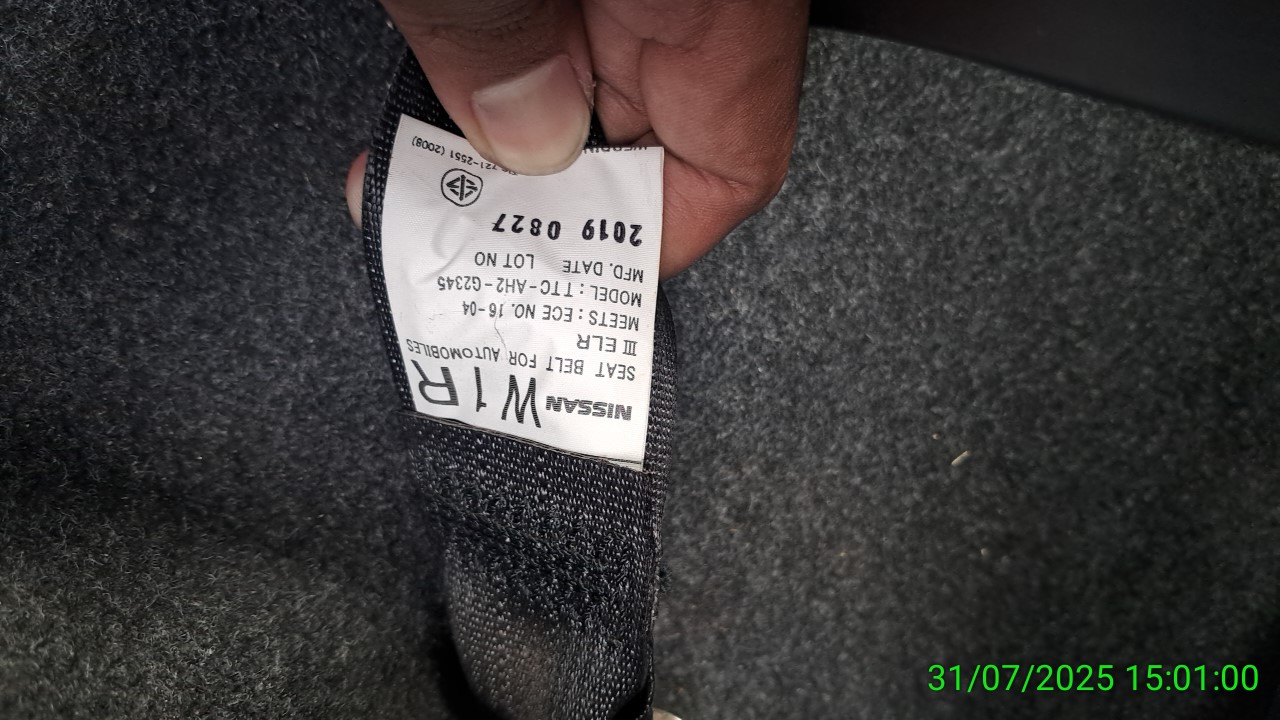 NISSAN W1R
SEAT BELT FOR AUTOMOBILES
III ELR
MEETS : ECE NO. 16-04
MODEL : TTC-AH2-G2345
MFD. DATE LOT NO
2019 0827
721-2551 (2008)
31/07/2025 15:01:00